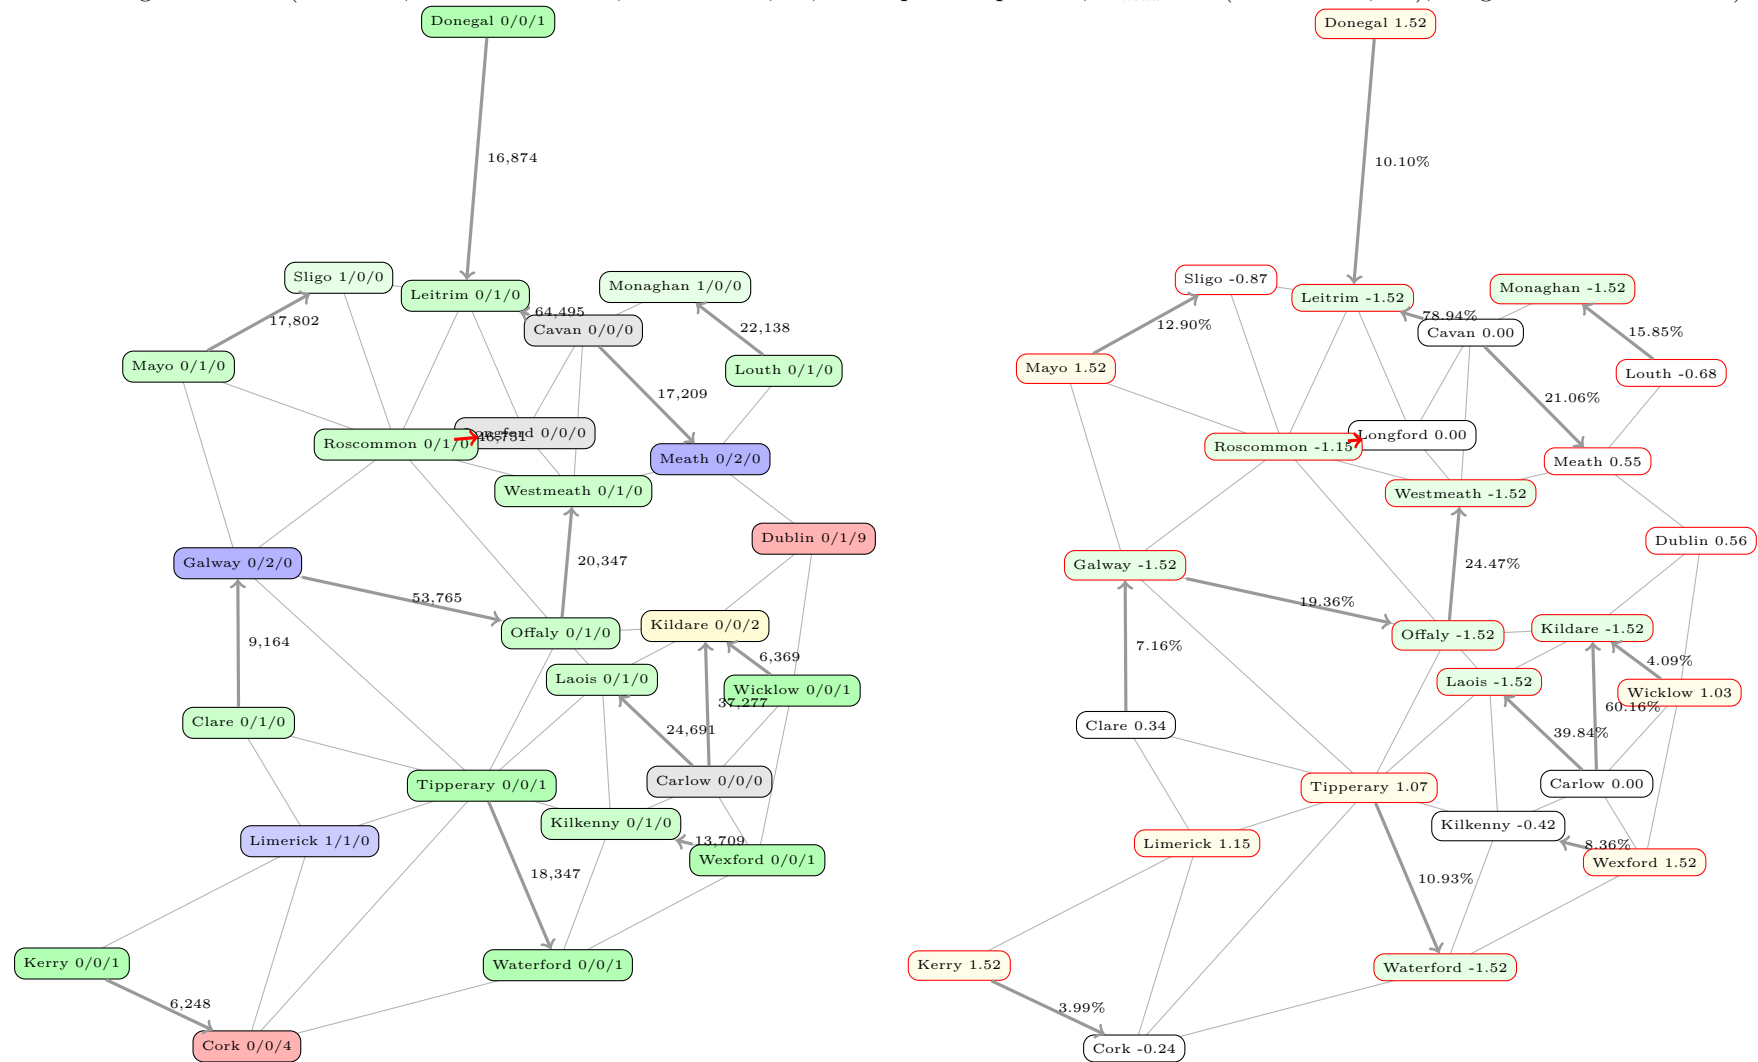 Donegal 0/0/1
16,874
Sligo 1/0/0
Leitrim 0/1/0
Monaghan 1/0/0
64,495
17,802
Cavan 0/0/0
22,138
Mayo 0/1/0
Louth 0/1/0
17,209
Longford 0/0/0
46,731
Roscommon 0/1/0
Meath 0/2/0
Westmeath 0/1/0
Dublin 0/1/9
Galway 0/2/0
20,347
53,765
Offaly 0/1/0
Kildare 0/0/2
9,164
6,369
Laois 0/1/0
Wicklow 0/0/1
37,277
Clare 0/1/0
24,691
Tipperary 0/0/1
Carlow 0/0/0
Kilkenny 0/1/0
Limerick 1/1/0
13,709
Wexford 0/0/1
18,347
Kerry 0/0/1
Waterford 0/0/1
6,248
Cork 0/0/4
Donegal 1.52
10.10%
Sligo -0.87
Leitrim -1.52
Monaghan -1.52
78.94%
12.90%
Cavan 0.00
15.85%
Mayo 1.52
Louth -0.68
21.06%
Longford 0.00
Roscommon -1.15
Meath 0.55
Westmeath -1.52
Dublin 0.56
Galway -1.52
24.47%
19.36%
Offaly -1.52
Kildare -1.52
7.16%
4.09%
Laois -1.52
Wicklow 1.03
60.16%
Clare 0.34
39.84%
Tipperary 1.07
Carlow 0.00
Kilkenny -0.42
Limerick 1.15
8.36%
Wexford 1.52
10.93%
Kerry 1.52
Waterford -1.52
3.99%
Cork -0.24